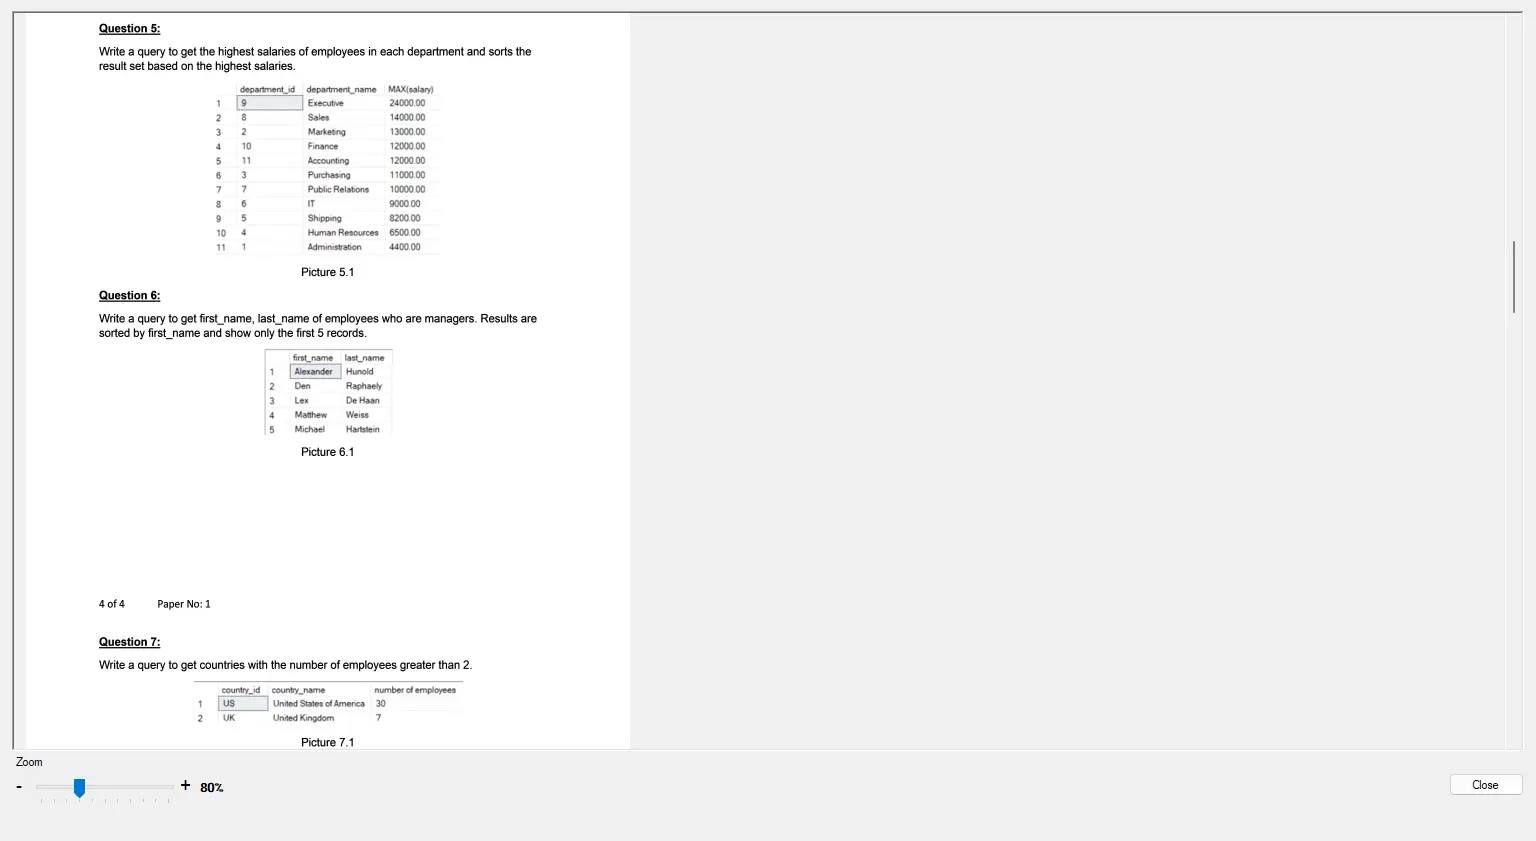 Question 5:
Write a query to get the highest salaries of employees in each department and sorts the
result set based on the highest salaries.
department_id department_name MAX(salary)
1 9 Executive 24000.00
2 8 Sales 14000.00
3 2 Marketing 13000.00
4 10 Finance 12000.00
5 11 Accounting 12000.00
6 3 Purchasing 11000.00
7 7 Public Relations 10000.00
8 6 IT 9000.00
9 5 Shipping 8200.00
10 4 Human Resources 6500.00
11 1 Administration 4400.00
Picture 5.1
Question 6:
Write a query to get first_name, last_name of employees who are managers. Results are
sorted by first_name and show only the first 5 records.
first_name last_name
1 Alexander Hunold
2 Den Raphaely
3 Lex De Haan
4 Matthew Weiss
5 Michael Hartstein
Picture 6.1
4 of 4 Paper No: 1
Question 7:
Write a query to get countries with the number of employees greater than 2.
country_id country_name number of employees
1 US United States of America 30
2 UK United Kingdom 7
Picture 7.1
Zoom
- + 80%
Close